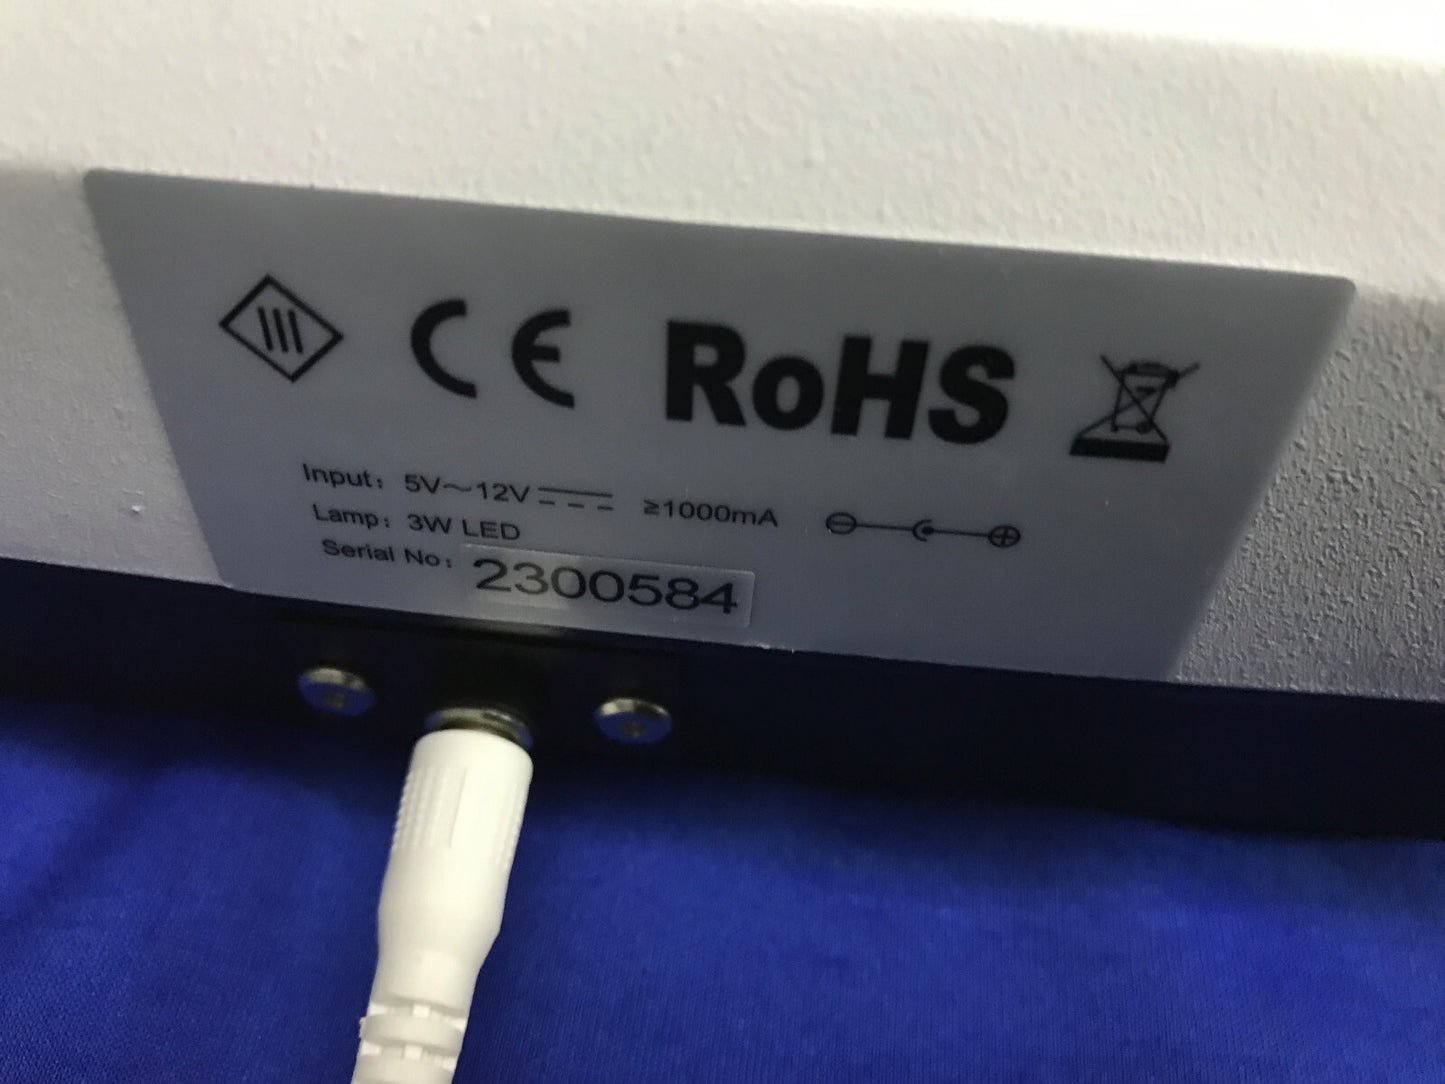 CE RoHS
Input: 5V～12V ≥1000mA
Lamp: 3W LED
Serial No: 2300584